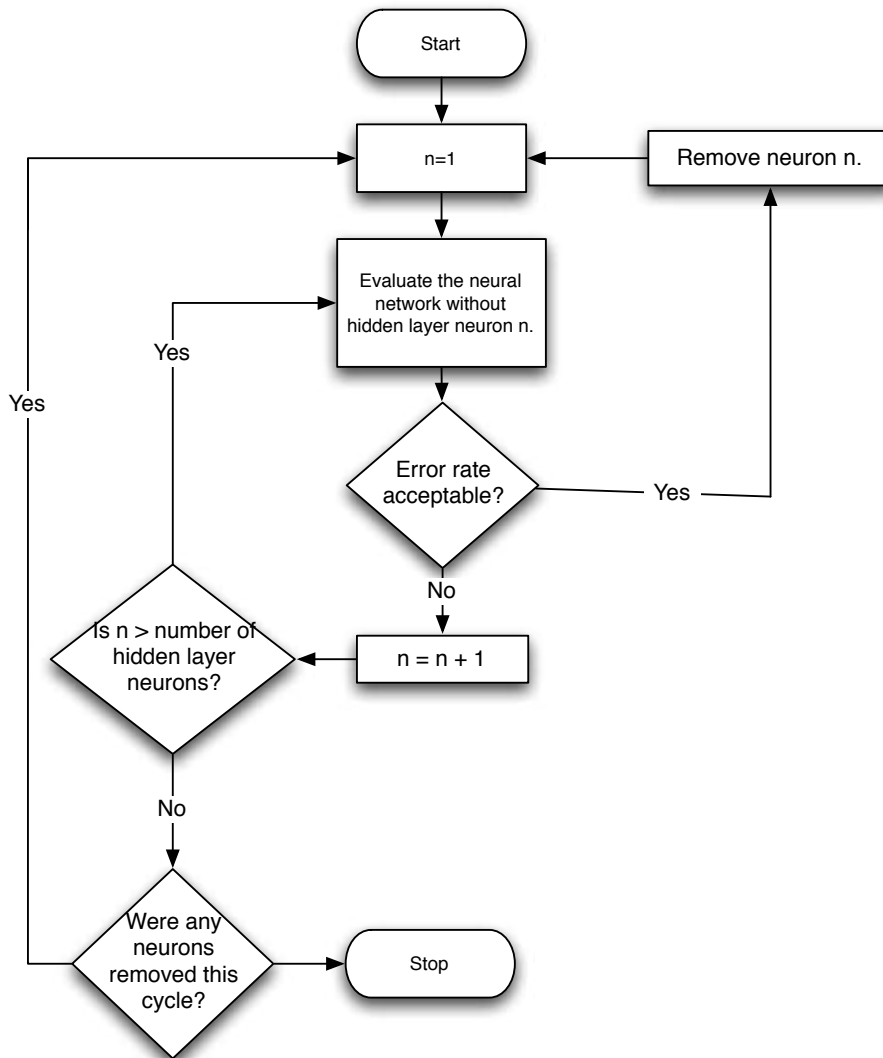 Start
n=1
Remove neuron n.
Evaluate the neural
network without
hidden layer neuron n.
Yes
Yes
Error rate
acceptable?
Yes
No
Is n > number of
hidden layer
neurons?
n = n + 1
No
Were any
neurons
removed this
cycle?
Stop